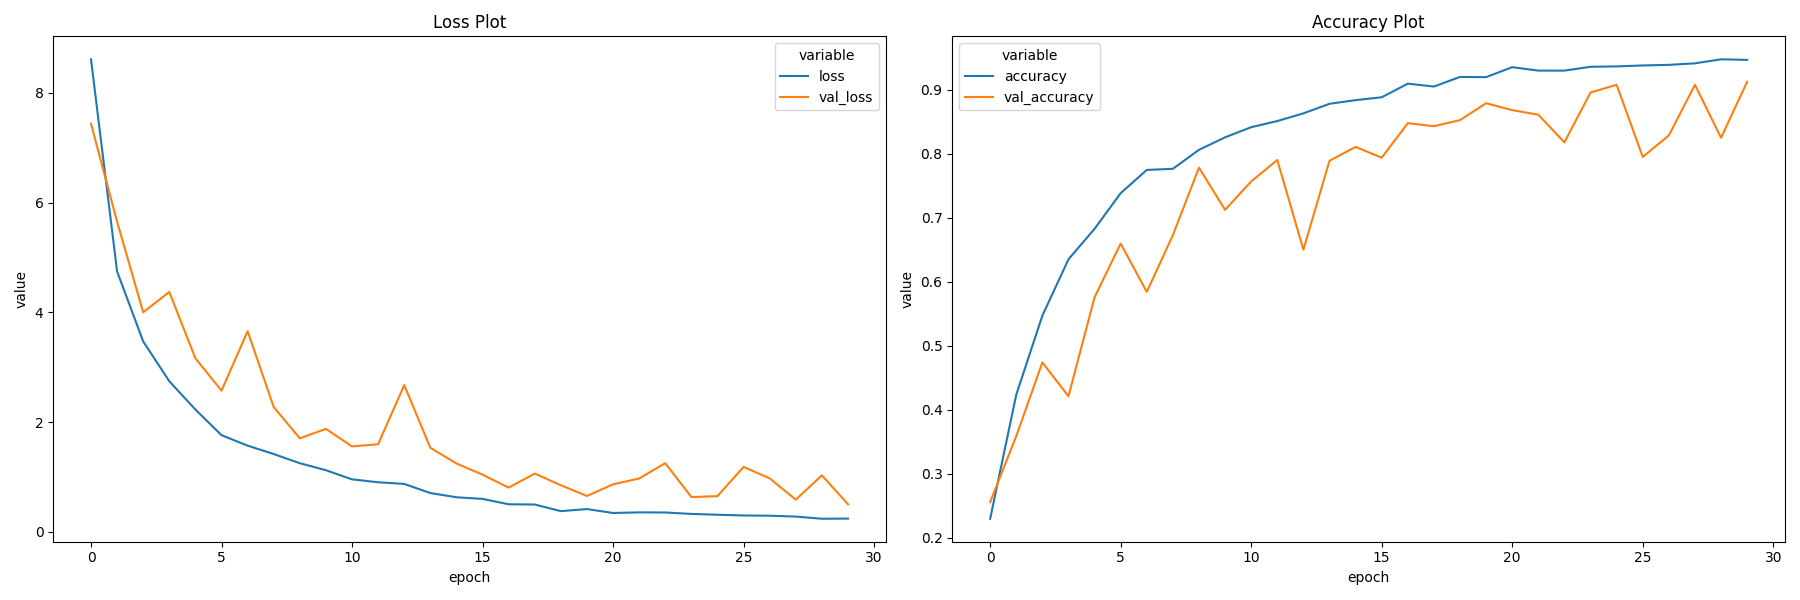 Loss Plot
variable
loss
val_loss
8
6
4
2
0
value
0 5 10 15 20 25 30
epoch
Accuracy Plot
variable
accuracy
val_accuracy
0.9
0.8
0.7
0.6
0.5
0.4
0.3
0.2
value
0 5 10 15 20 25 30
epoch